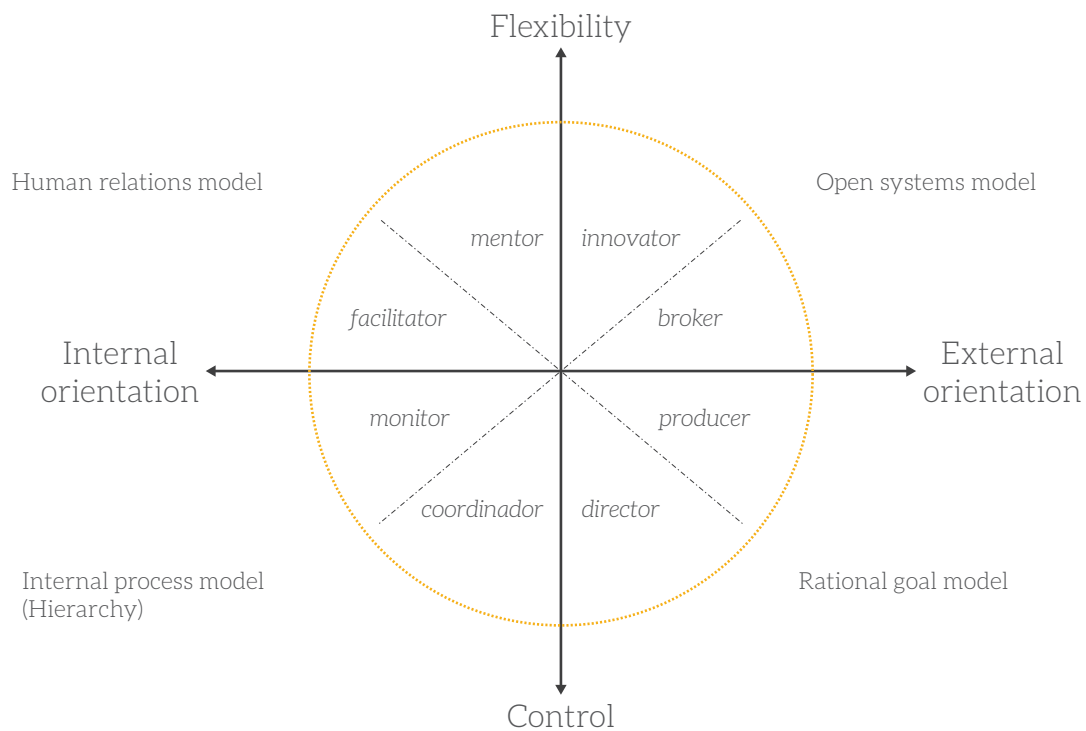 Flexibility
Human relations model
Open systems model
mentor
innovator
facilitator
broker
Internal
orientation
External
orientation
monitor
producer
coordinador
director
Internal process model
(Hierarchy)
Rational goal model
Control